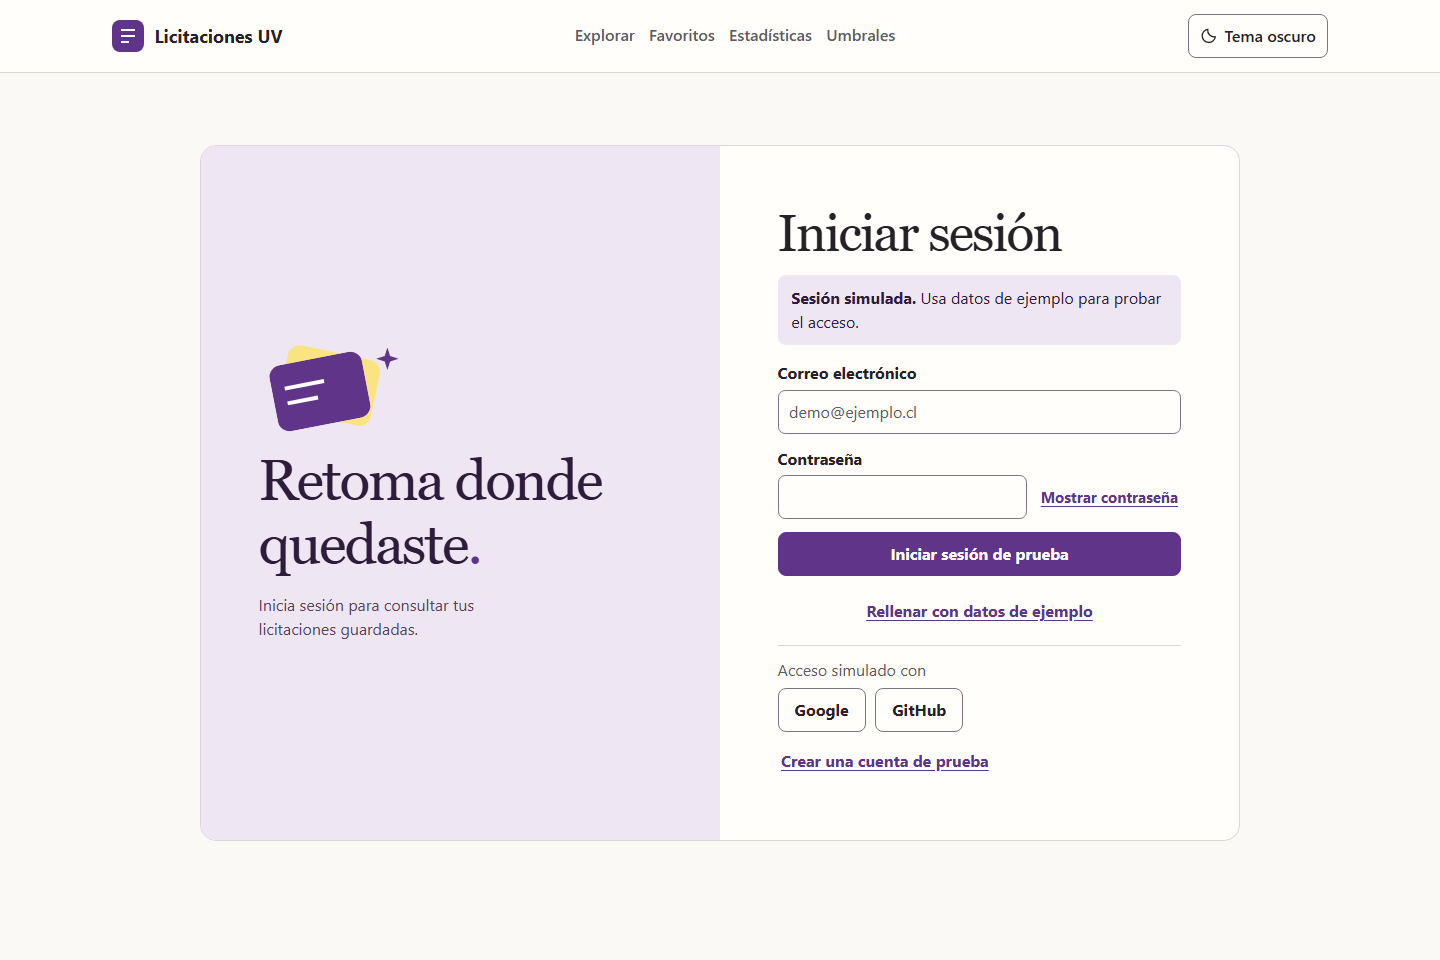 Licitaciones UV
Explorar Favoritos Estadísticas Umbrales
Tema oscuro
Retoma donde
quedaste.
Inicia sesión para consultar tus
licitaciones guardadas.
Iniciar sesión
Sesión simulada. Usa datos de ejemplo para probar
el acceso.
Correo electrónico
demo@ejemplo.cl
Contraseña
Mostrar contraseña
Iniciar sesión de prueba
Rellenar con datos de ejemplo
Acceso simulado con
Google GitHub
Crear una cuenta de prueba